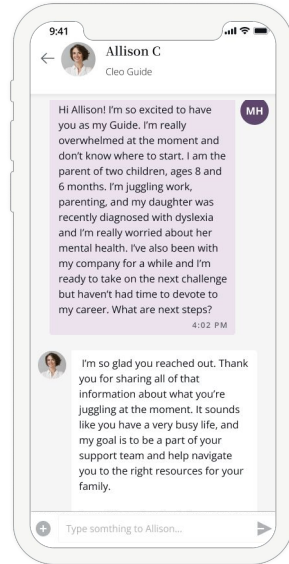 9:41
Allison C
Cleo Guide
Hi Allison! I'm so excited to have
you as my Guide. I'm really
overwhelmed at the moment and
don't know where to start. I am the
parent of two children, ages 8 and
6 months. I'm juggling work,
parenting, and my daughter was
recently diagnosed with dyslexia
and I'm really worried about her
mental health. I've also been with
my company for a while and I'm
ready to take on the next challenge
but haven't had time to devote to
my career. What are next steps?
4:02 PM
MH
I'm so glad you reached out. Thank
you for sharing all of that
information about what you're
juggling at the moment. It sounds
like you have a very busy life, and
my goal is to be a part of your
support team and help navigate
you to the right resources for your
family.
Type somthing to Allison...